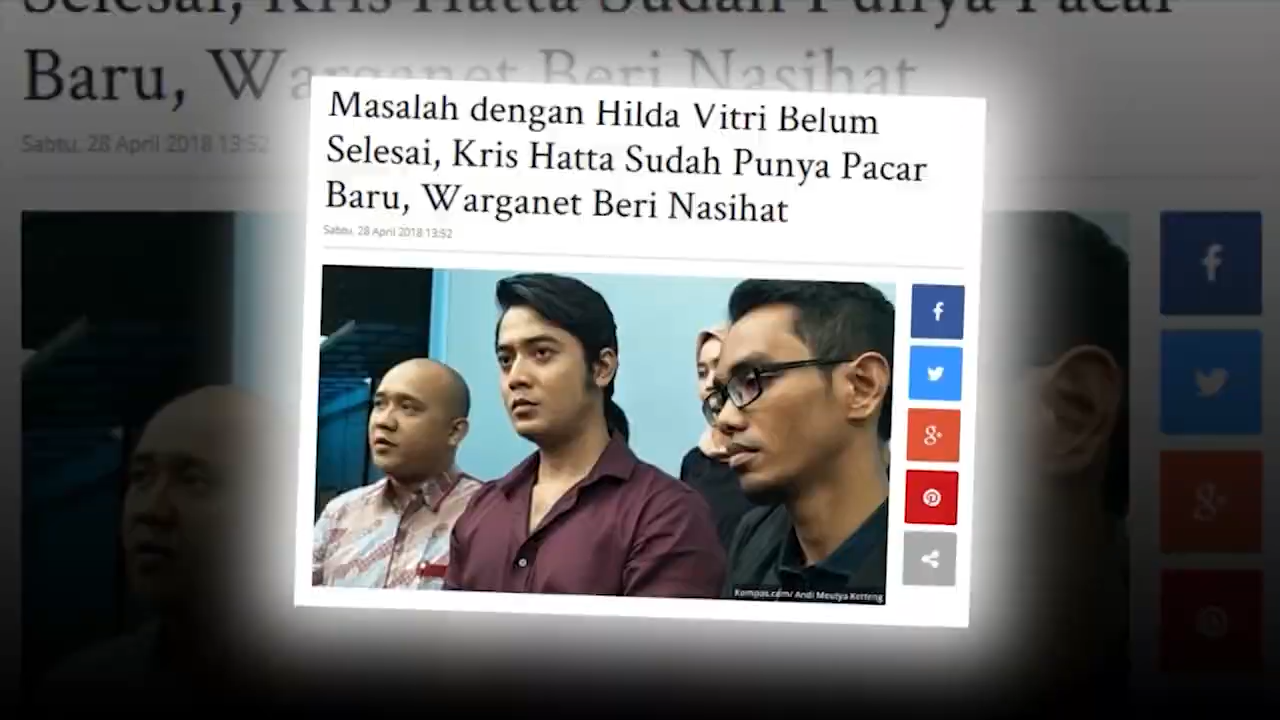 Selesai, Kris Hatta Sudah Punya Pacar
Baru, Warganet Beri Nasihat
Sabtu, 28 April 2018 13:52
Masalah dengan Hilda Vitri Belum
Selesai, Kris Hatta Sudah Punya Pacar
Baru, Warganet Beri Nasihat
Sabtu, 28 April 2018 13:52
Kompas.com/ Andi Meutya Ketteng